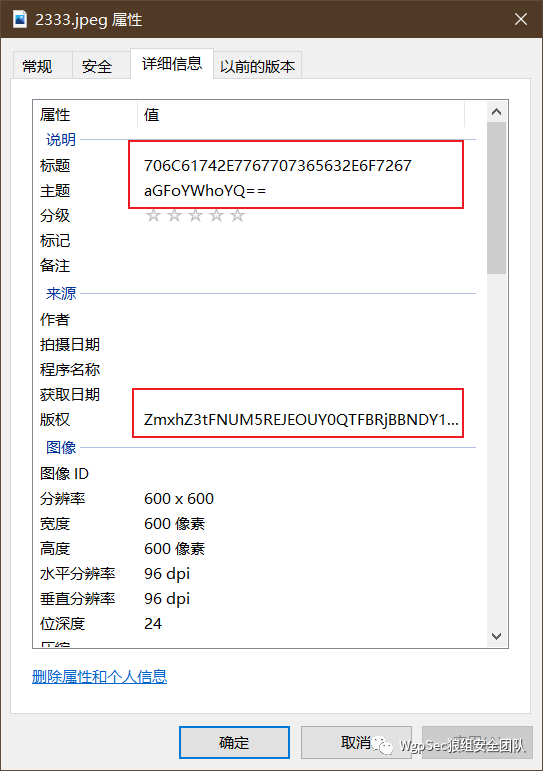 2333.jpeg 属性
常规 安全 详细信息 以前的版本
属性 值
说明
标题 706C61742E7767707365632E6F7267
主题 aGFoYWhoYQ==
分级
标记
备注
来源
作者
拍摄日期
程序名称
获取日期
版权 ZmxhZ3tFNUM5REJEOUY0QTFBRjBBNDY1...
图像
图像 ID
分辨率 600 x 600
宽度 600 像素
高度 600 像素
水平分辨率 96 dpi
垂直分辨率 96 dpi
位深度 24
删除属性和个人信息
确定 取消
WgpSec狼组安全团队